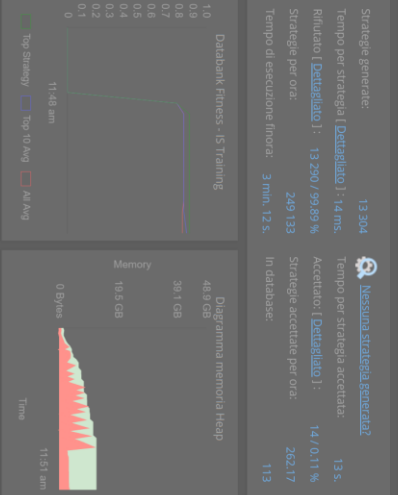 Strategie generate: 13 304
Tempo per strategia [ Dettagliato ] : 14 ms.
Rifiutato [ Dettagliato ] : 13 290 / 99.89 %
Strategie per ora: 249 133
Tempo di esecuzione finora: 3 min. 12 s.
Nessuna strategia generata?
Tempo per strategia accettata: 13 s.
Accettato: [ Dettagliato ] : 14 / 0.11 %
Strategie accettate per ora: 262.17
In database: 113
Databank Fitness - IS Training
1.0
0.9
0.8
0.7
0.6
0.5
0.4
0.3
0.2
0.1
0
11:48 am
Top Strategy Top 10 Avg All Avg
Diagramma memoria Heap
48.9 GB
39.1 GB
19.5 GB
0 Bytes
Memory
11:51 am
Time